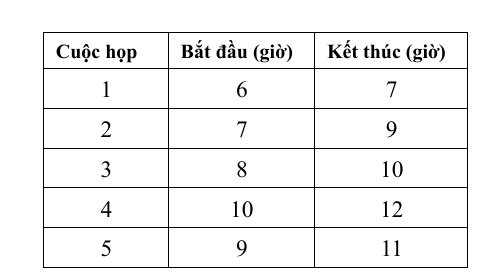 Cuộc họp Bắt đầu (giờ) Kết thúc (giờ)
1 6 7
2 7 9
3 8 10
4 10 12
5 9 11